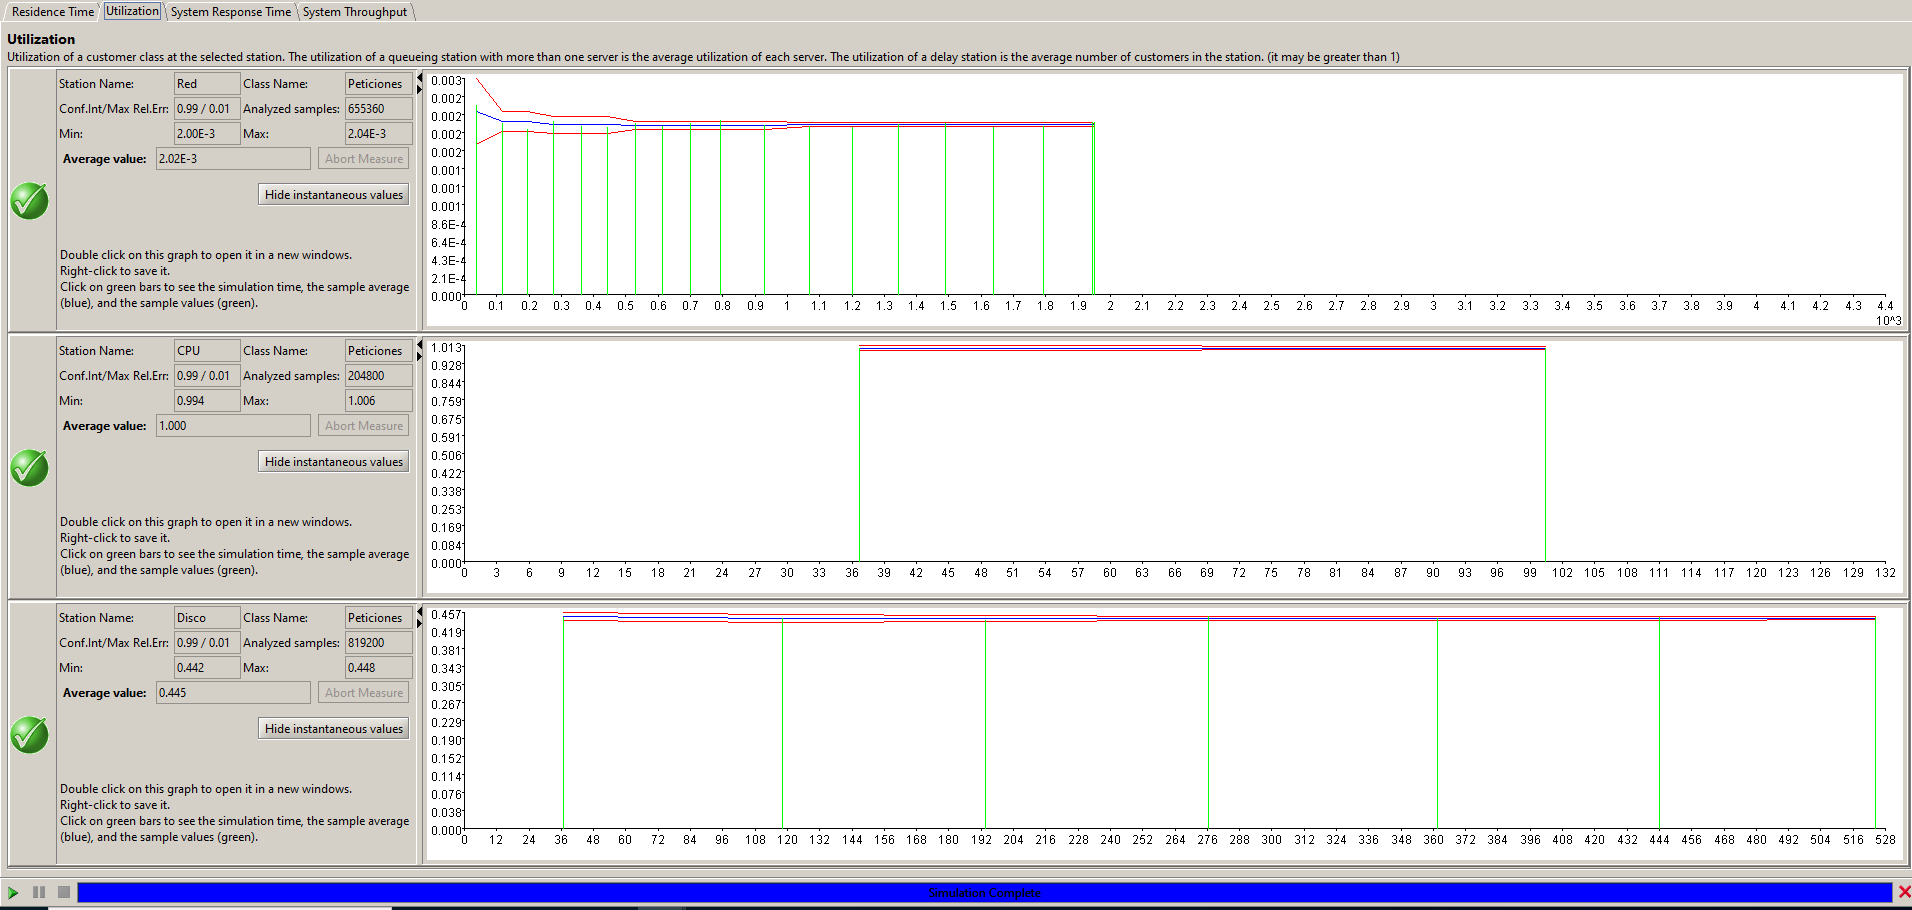 Residence Time Utilization System Response Time System Throughput
Utilization
Utilization of a customer class at the selected station. The utilization of a queueing station with more than one server is the average utilization of each server. The utilization of a delay station is the average number of customers in the station. (it may be greater than 1)
Station Name: Red Class Name: Peticiones
Conf.Int/Max Rel.Err: 0.99 / 0.01 Analyzed samples: 655360
Min: 2.00E-3 Max: 2.04E-3
Average value: 2.02E-3 Abort Measure
Hide instantaneous values
Double click on this graph to open it in a new windows.
Right-click to save it.
Click on green bars to see the simulation time, the sample average
(blue), and the sample values (green).
0.003
0.002
0.002
0.002
0.002
0.001
0.001
0.001
8.6E-4
6.4E-4
4.3E-4
2.1E-4
0.000
0 0.1 0.2 0.3 0.4 0.5 0.6 0.7 0.8 0.9 1 1.1 1.2 1.3 1.4 1.5 1.6 1.7 1.8 1.9 2 2.1 2.2 2.3 2.4 2.5 2.6 2.7 2.8 2.9 3 3.1 3.2 3.3 3.4 3.5 3.6 3.7 3.8 3.9 4 4.1 4.2 4.3 4.4
10^3
Station Name: CPU Class Name: Peticiones
Conf.Int/Max Rel.Err: 0.99 / 0.01 Analyzed samples: 204800
Min: 0.994 Max: 1.006
Average value: 1.000 Abort Measure
Hide instantaneous values
Double click on this graph to open it in a new windows.
Right-click to save it.
Click on green bars to see the simulation time, the sample average
(blue), and the sample values (green).
1.013
0.928
0.844
0.759
0.675
0.591
0.506
0.422
0.338
0.253
0.169
0.084
0.000
0 3 6 9 12 15 18 21 24 27 30 33 36 39 42 45 48 51 54 57 60 63 66 69 72 75 78 81 84 87 90 93 96 99 102 105 108 111 114 117 120 123 126 129 132
Station Name: Disco Class Name: Peticiones
Conf.Int/Max Rel.Err: 0.99 / 0.01 Analyzed samples: 819200
Min: 0.442 Max: 0.448
Average value: 0.445 Abort Measure
Hide instantaneous values
Double click on this graph to open it in a new windows.
Right-click to save it.
Click on green bars to see the simulation time, the sample average
(blue), and the sample values (green).
0.457
0.419
0.381
0.343
0.305
0.267
0.229
0.190
0.152
0.114
0.076
0.038
0.000
0 12 24 36 48 60 72 84 96 108 120 132 144 156 168 180 192 204 216 228 240 252 264 276 288 300 312 324 336 348 360 372 384 396 408 420 432 444 456 468 480 492 504 516 528
Simulation Complete